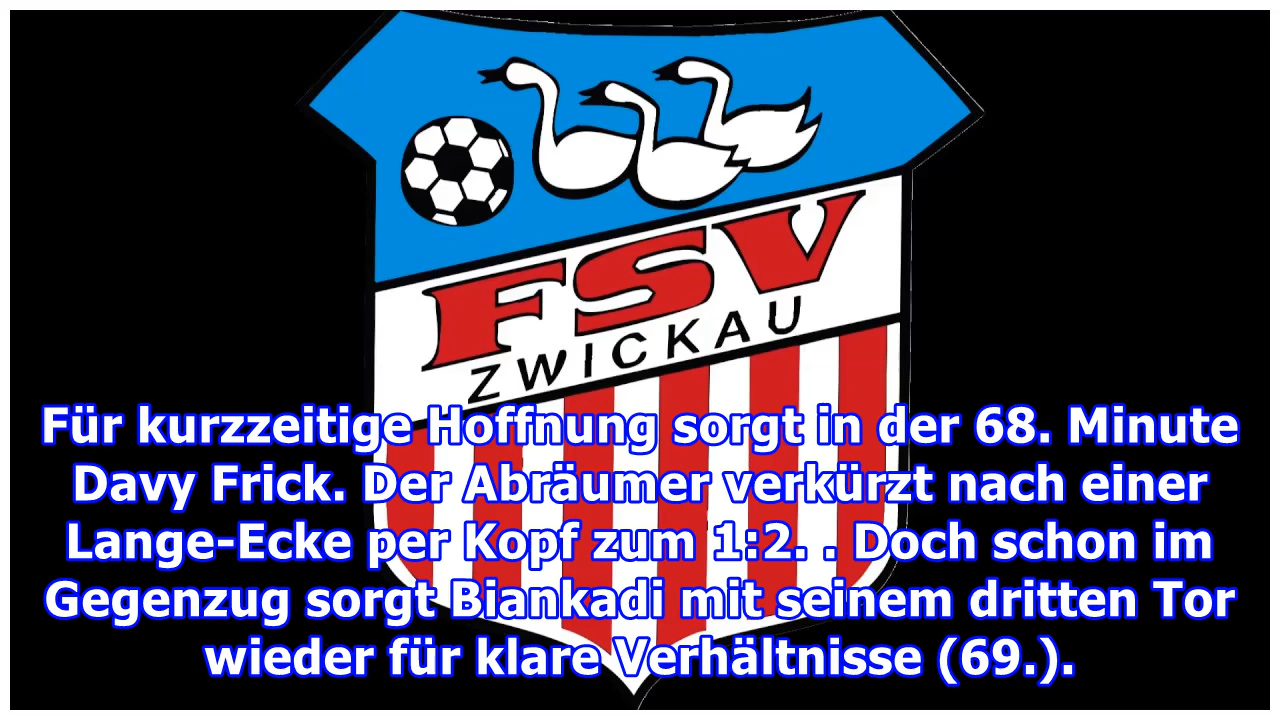 FSV
ZWICKAU
Für kurzzeitige Hoffnung sorgt in der 68. Minute
Davy Frick. Der Abräumer verkürzt nach einer
Lange-Ecke per Kopf zum 1:2. . Doch schon im
Gegenzug sorgt Biankadi mit seinem dritten Tor
wieder für klare Verhältnisse (69.).